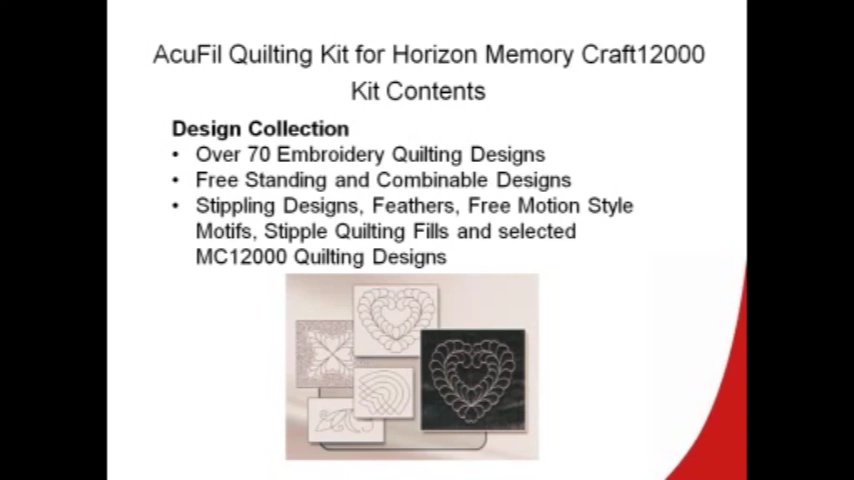 AcuFil Quilting Kit for Horizon Memory Craft12000
Kit Contents
Design Collection
• Over 70 Embroidery Quilting Designs
• Free Standing and Combinable Designs
• Stippling Designs, Feathers, Free Motion Style
Motifs, Stipple Quilting Fills and selected
MC12000 Quilting Designs